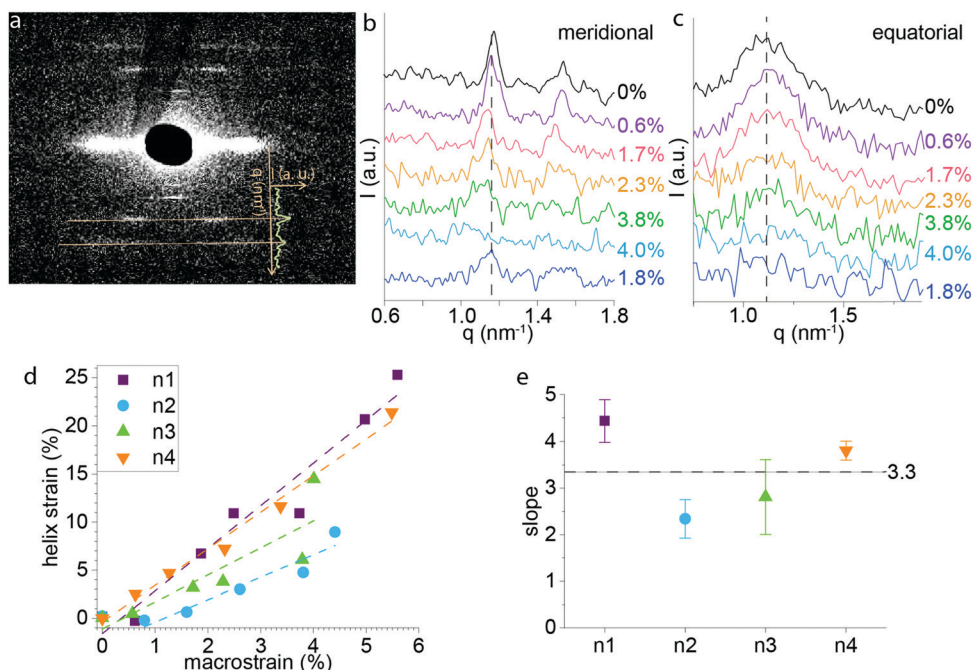 a
q (nm⁻¹)
I (a. u.)
b
meridional
0%
0.6%
1.7%
2.3%
3.8%
4.0%
1.8%
I (a.u.)
0.6
1.0
1.4
1.8
q (nm⁻¹)
c
equatorial
0%
0.6%
1.7%
2.3%
3.8%
4.0%
1.8%
I (a.u.)
1.0
1.5
q (nm⁻¹)
d
n1
n2
n3
n4
helix strain (%)
25
20
15
10
5
0
0
1
2
3
4
5
6
macrostrain (%)
e
slope
5
4
3
2
1
0
3.3
n1
n2
n3
n4